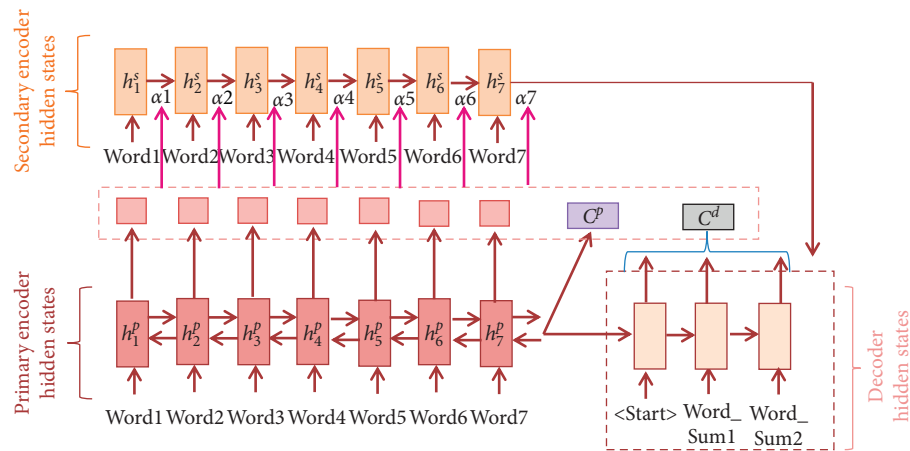 Secondary encoder
hidden states
h₁ˢ h₂ˢ h₃ˢ h₄ˢ h₅ˢ h₆ˢ h₇ˢ
α1 α2 α3 α4 α5 α6 α7
Word1 Word2 Word3 Word4 Word5 Word6 Word7
Cᵖ
Cᵈ
Primary encoder
hidden states
h₁ᵖ h₂ᵖ h₃ᵖ h₄ᵖ h₅ᵖ h₆ᵖ h₇ᵖ
Word1 Word2 Word3 Word4 Word5 Word6 Word7
<Start>
Word_
Sum1
Word_
Sum2
Decoder
hidden states